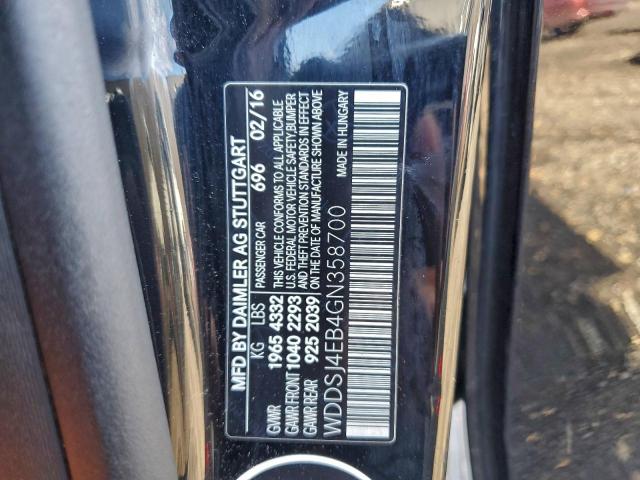 MFD BY DAIMLER AG STUTTGART
KG LBS PASSENGER CAR 696 02/16
GVWR 1965 4332 THIS VEHICLE CONFORMS TO ALL APPLICABLE
GAWR FRONT 1040 2293 U.S. FEDERAL MOTOR VEHICLE SAFETY,BUMPER
AND THEFT PREVENTION STANDARDS IN EFFECT
GAWR REAR 925 2039 ON THE DATE OF MANUFACTURE SHOWN ABOVE
WDDSJ4EB4GN358700 MADE IN HUNGARY